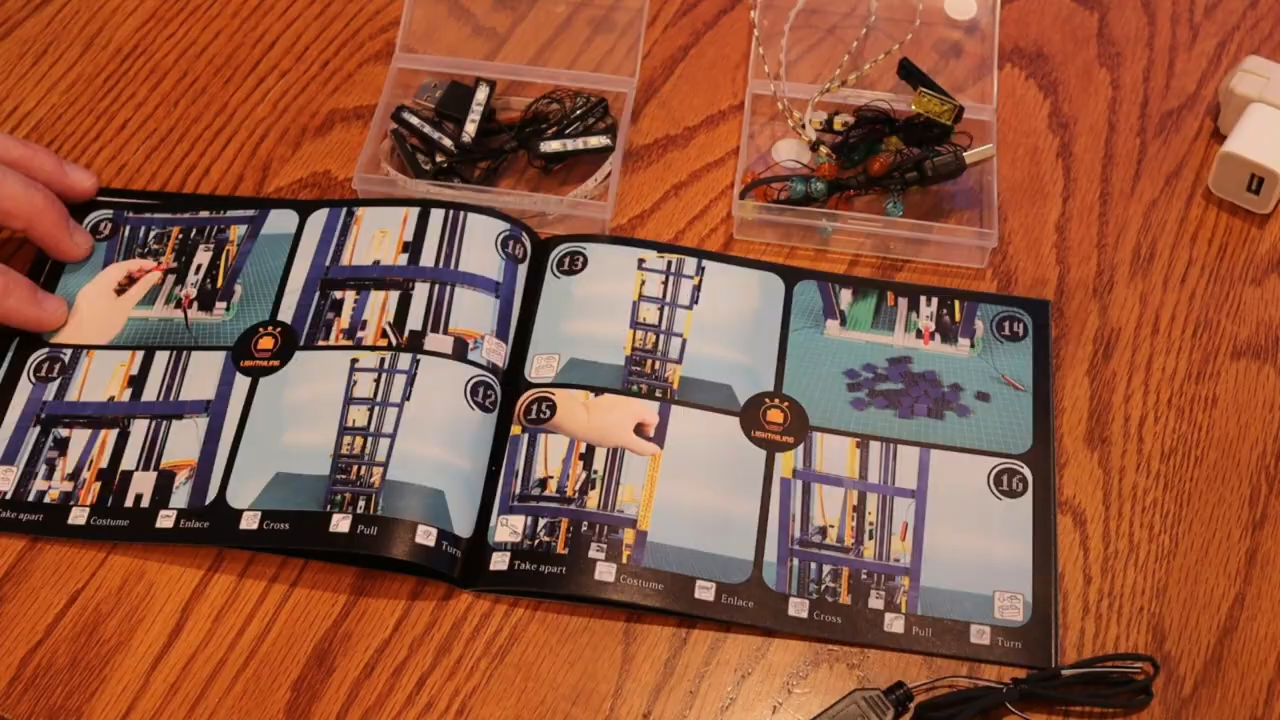 9
10
LIGHTAILING
11
12
Take apart
Costume
Enlace
Cross
Pull
Turn
13
14
LIGHTAILING
15
16
Take apart
Costume
Enlace
Cross
Pull
Turn